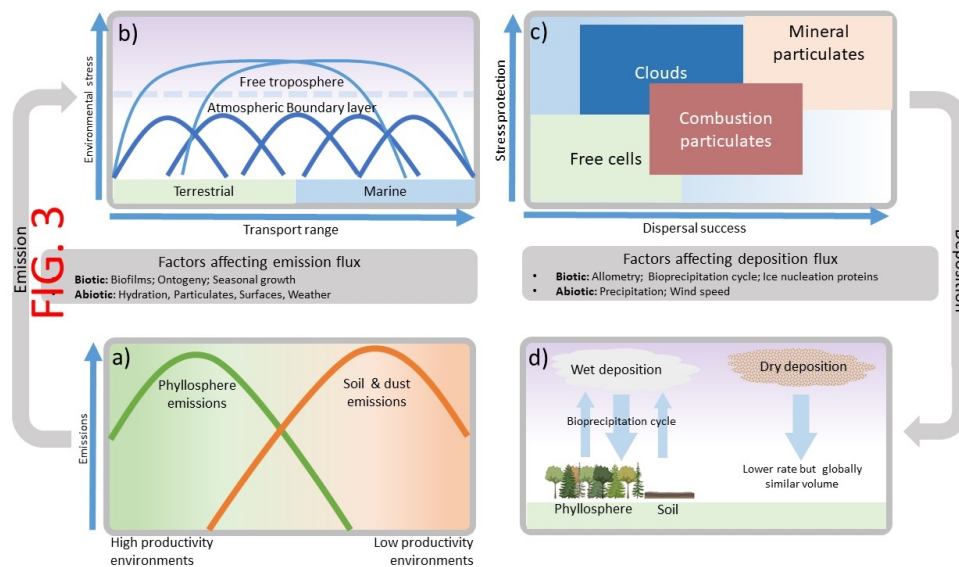 b)
Environmental stress
Free troposphere
Atmospheric Boundary layer
Terrestrial
Marine
Transport range
c)
Stress protection
Clouds
Mineral
particulates
Combustion
particulates
Free cells
Dispersal success
Emission
FIG. 3
Deposition
Factors affecting emission flux
Biotic: Biofilms; Ontogeny; Seasonal growth
Abiotic: Hydration, Particulates, Surfaces, Weather
Factors affecting deposition flux
• Biotic: Allometry; Bioprecipitation cycle; Ice nucleation proteins
• Abiotic: Precipitation; Wind speed
a)
Emissions
Phyllosphere
emissions
Soil & dust
emissions
High productivity
environments
Low productivity
environments
d)
Wet deposition
Dry deposition
Bioprecipitation cycle
Lower rate but globally
similar volume
Phyllosphere
Soil